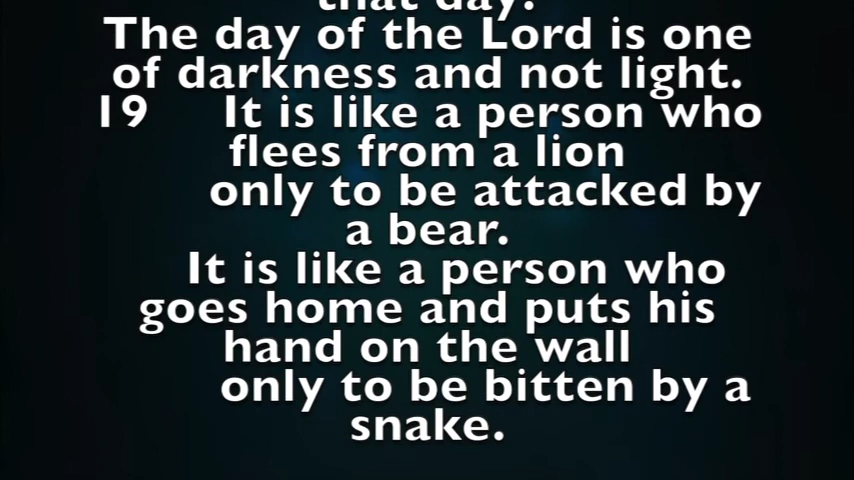 that day?
The day of the Lord is one
of darkness and not light.
19 It is like a person who
flees from a lion
only to be attacked by
a bear.
It is like a person who
goes home and puts his
hand on the wall
only to be bitten by a
snake.